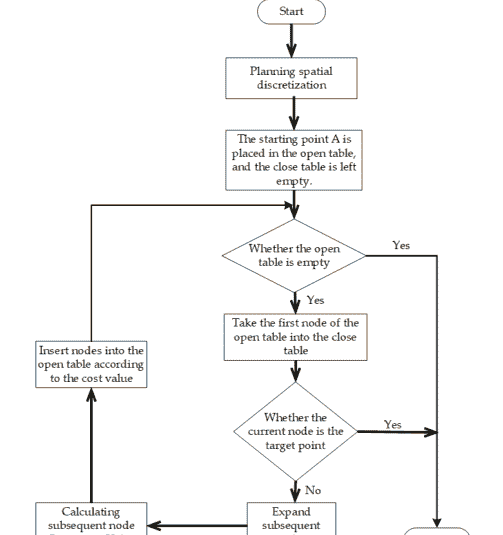 Start
Planning spatial
discretization
The starting point A is
placed in the open table,
and the close table is left
empty.
Whether the open
table is empty
Yes
Yes
Take the first node of the
open table into the close
table
Insert nodes into the
open table according
to the cost value
Whether the
current node is the
target point
Yes
No
Calculating
subsequent node
Expand
subsequent